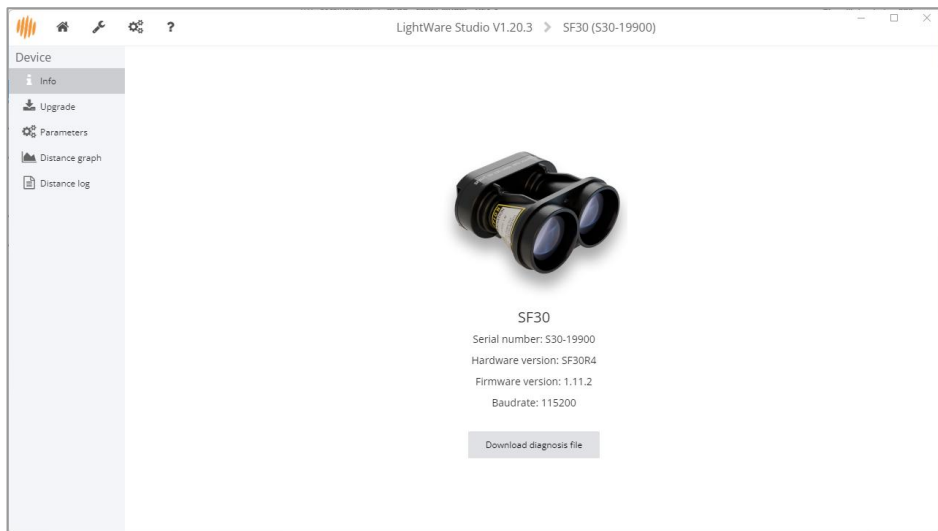 ?
LightWare Studio V1.20.3 > SF30 (S30-19900)
Device
Info
Upgrade
Parameters
Distance graph
Distance log
SF30
Serial number: S30-19900
Hardware version: SF30R4
Firmware version: 1.11.2
Baudrate: 115200
Download diagnosis file